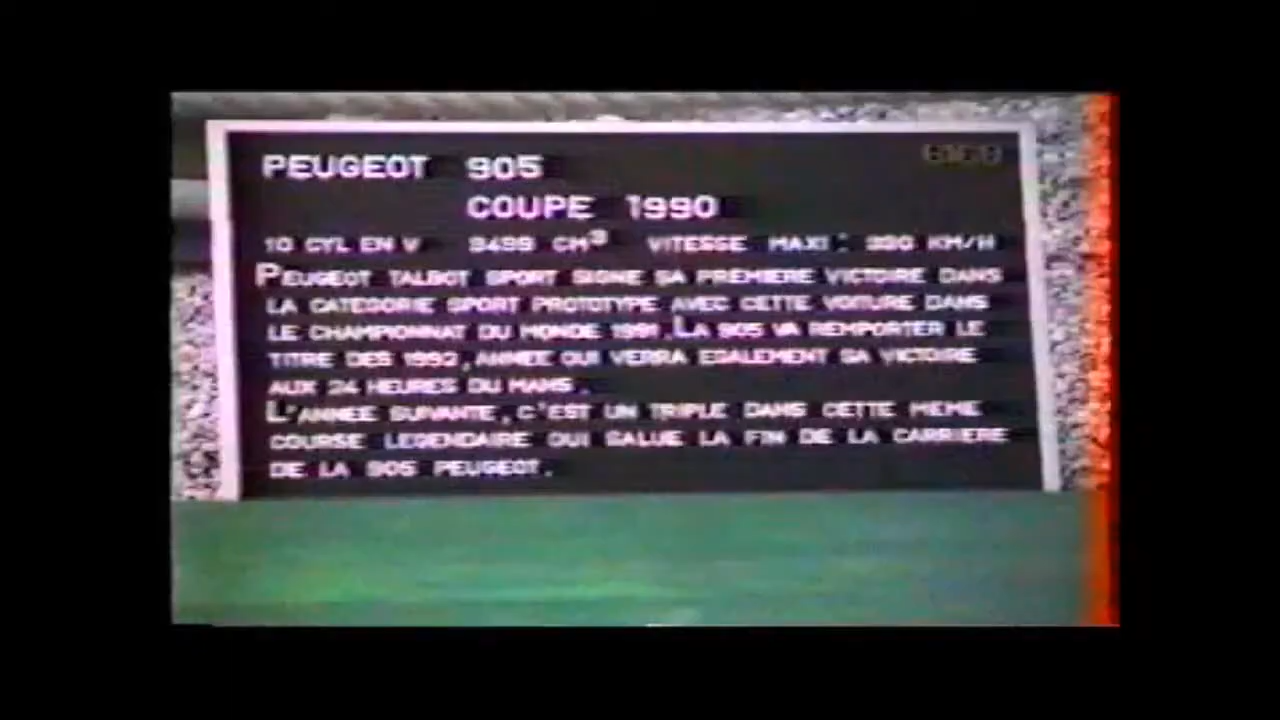 PEUGEOT 905
COUPE 1990
10 CYL EN V 3499 CM3 VITESSE MAXI : KM/H
PEUGEOT TALBOT SPORT SIGNE SA PREMIERE VICTOIRE DANS
LA CATEGORIE SPORT PROTOTYPE AVEC CETTE VOITURE DANS
LE CHAMPIONNAT DU MONDE 1991.LA 905 VA REMPORTER LE
TITRE DES 1992,ANNEE QUI VERRA EGALEMENT SA VICTOIRE
AUX 24 HEURES DU MANS.
L'ANNEE SUIVANTE,C'EST UN TRIPLE DANS CETTE MEME
COURSE LEGENDAIRE QUI SALUE LA FIN DE LA CARRIERE
DE LA 905 PEUGEOT.